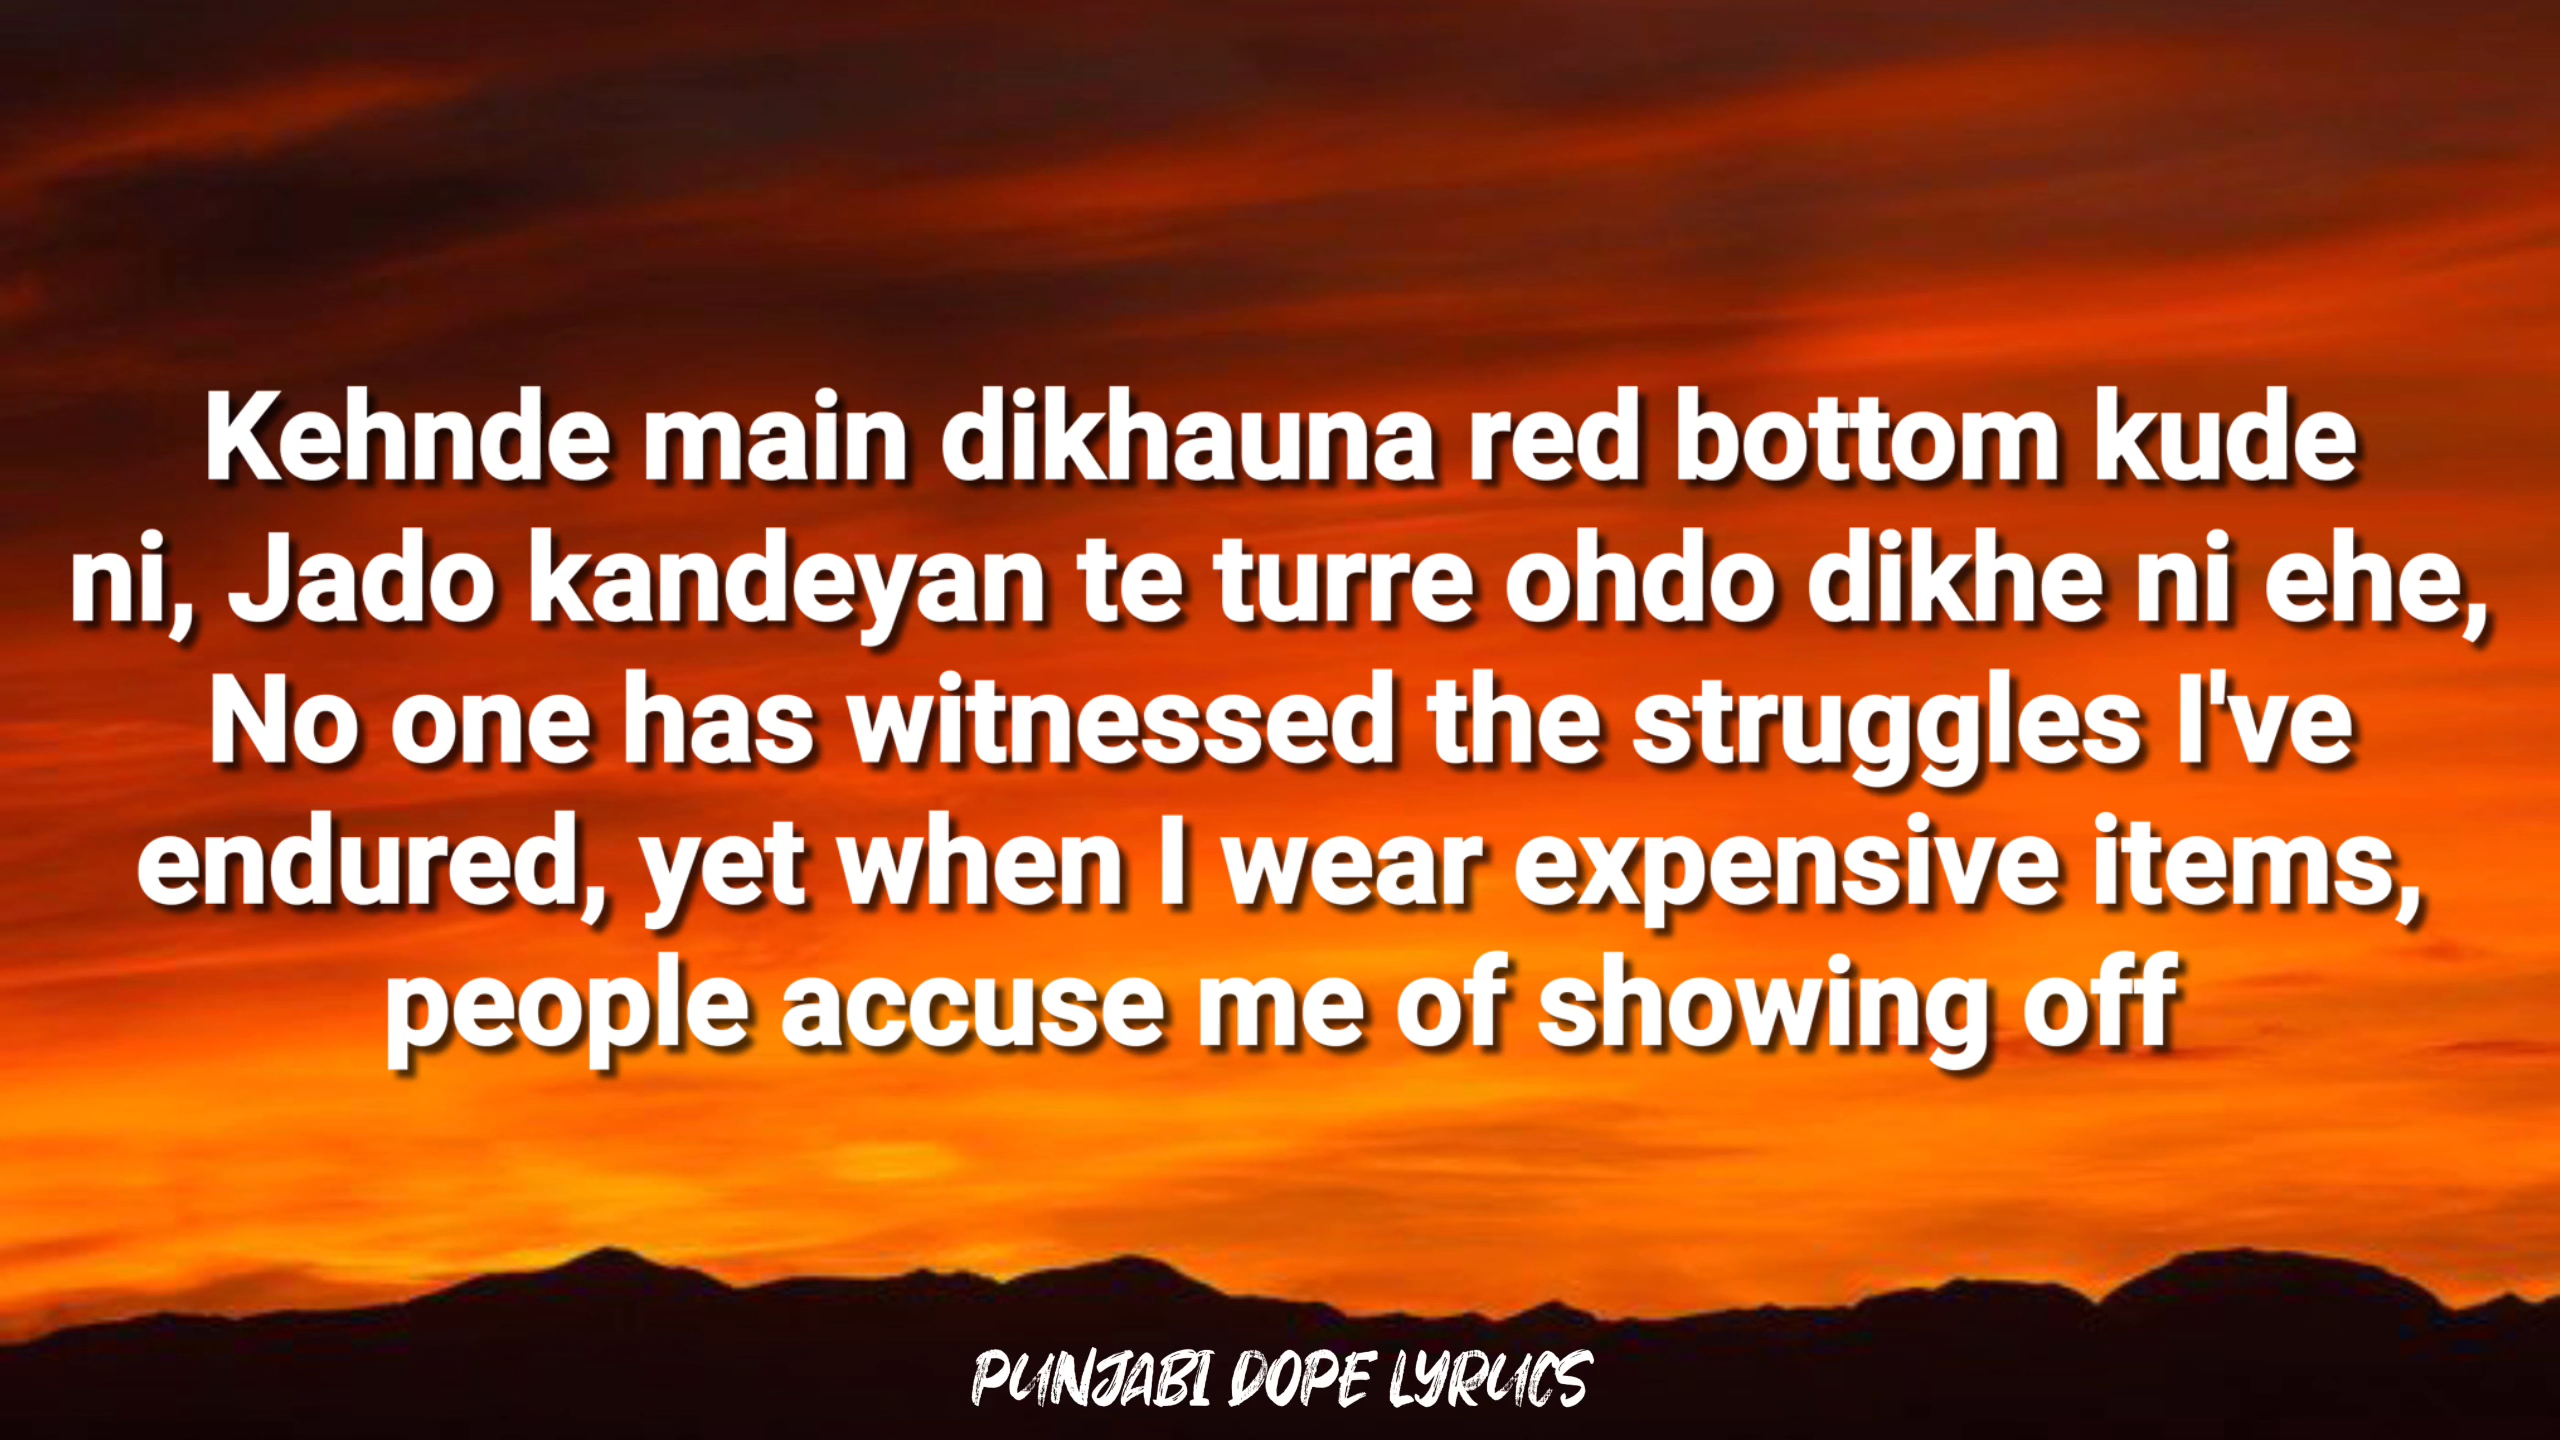 Kehnde main dikhauna red bottom kude
ni, Jado kandeyan te turre ohdo dikhe ni ehe,
No one has witnessed the struggles I've
endured, yet when I wear expensive items,
people accuse me of showing off
PUNJABI DOPE LYRICS